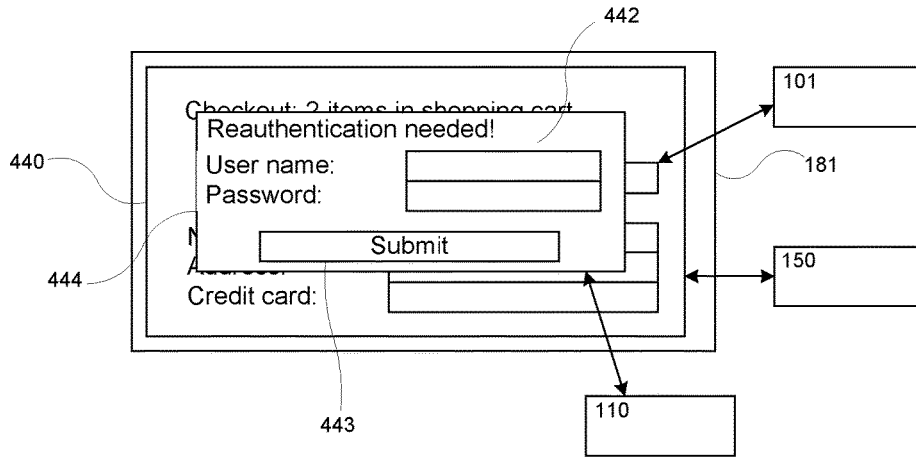 442
101
Checkout: 2 items in shopping cart
Reauthentication needed!
440
User name:
181
Password:
444
Submit
150
Credit card:
110
443